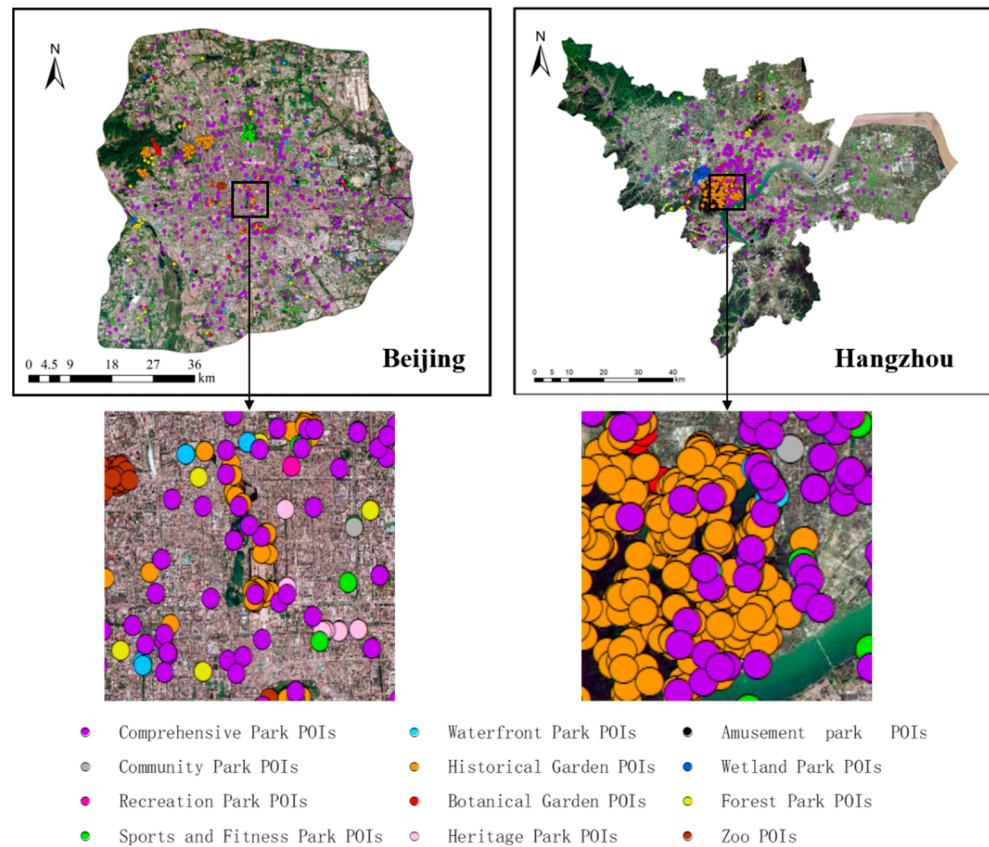 N
N
Beijing
0 4.5 9 18 27 36
km
Hangzhou
0 5 10 20 30 40
km
Comprehensive Park POIs
Waterfront Park POIs
Amusement park POIs
Community Park POIs
Historical Garden POIs
Wetland Park POIs
Recreation Park POIs
Botanical Garden POIs
Forest Park POIs
Sports and Fitness Park POIs
Heritage Park POIs
Zoo POIs